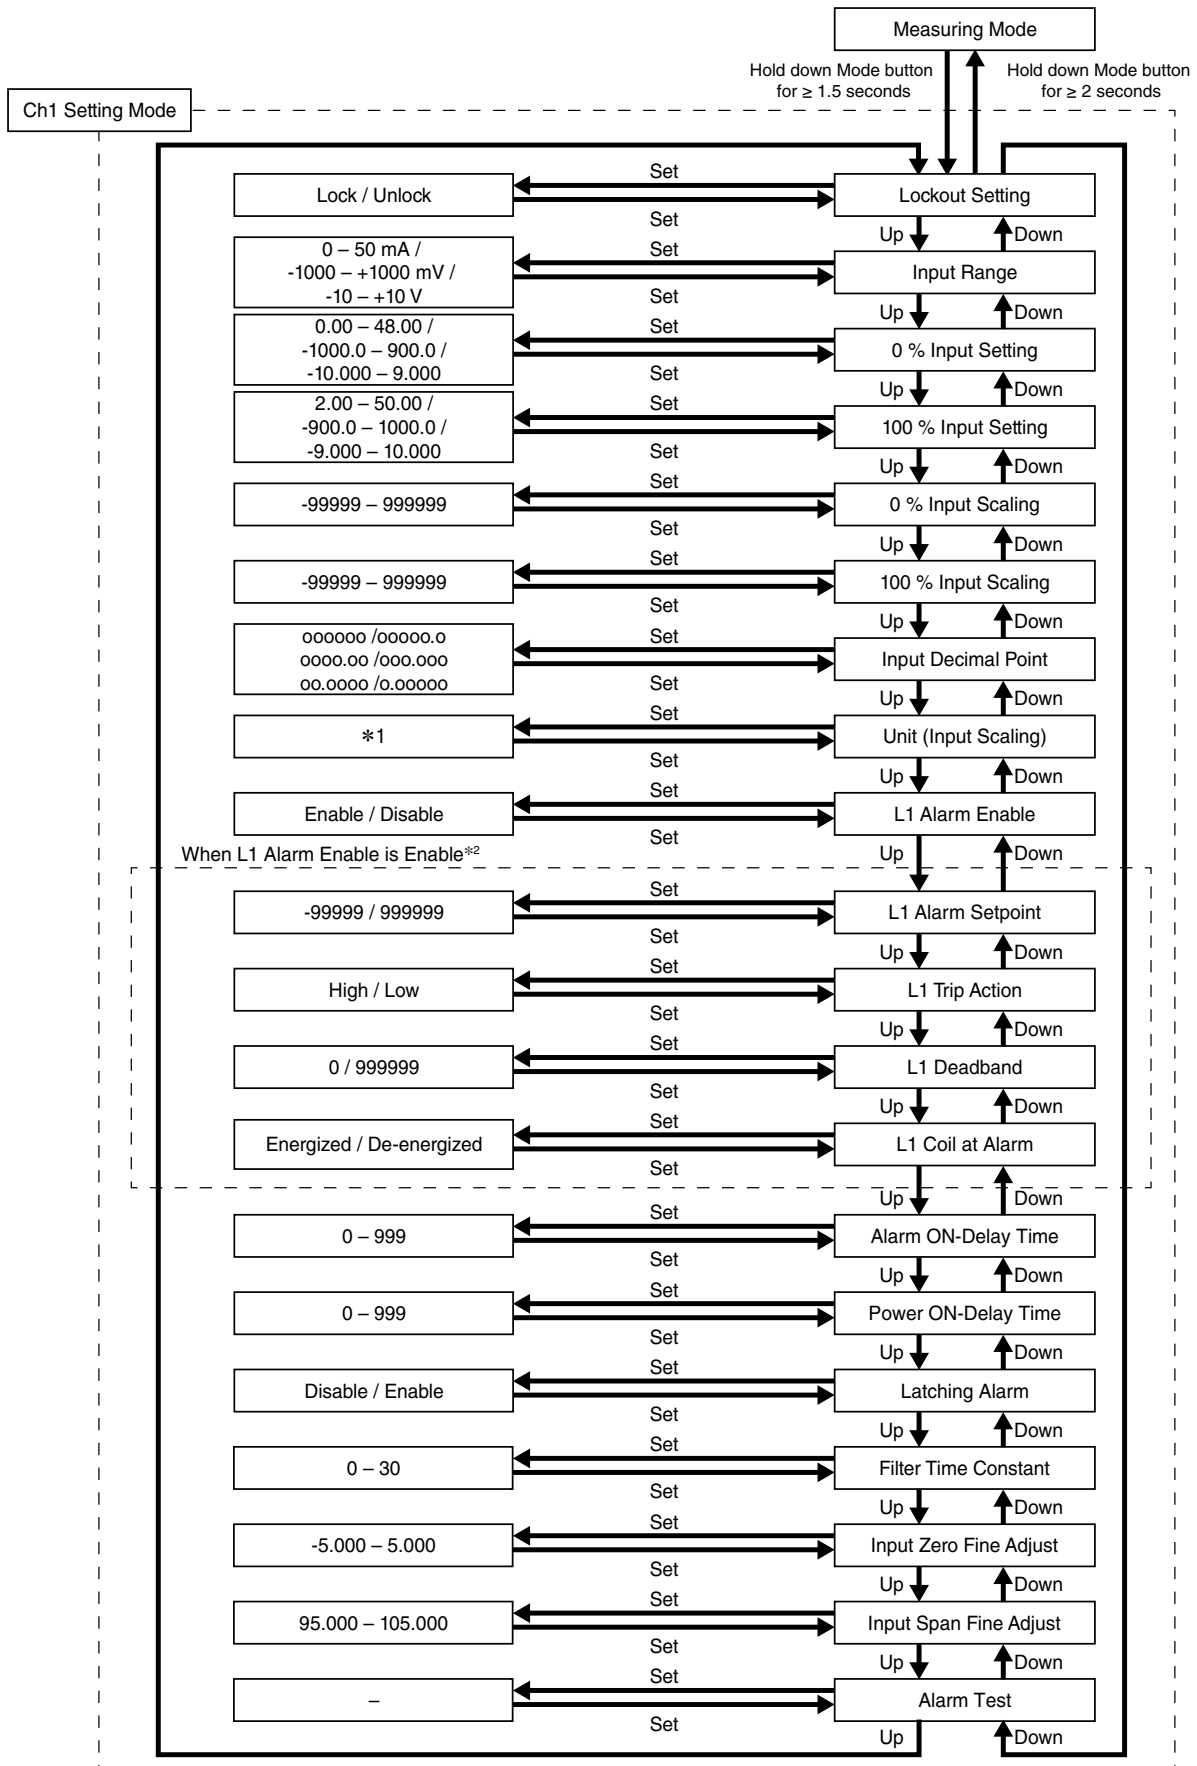 Measuring Mode
Hold down Mode button
for ≥ 1.5 seconds
Hold down Mode button
for ≥ 2 seconds
Ch1 Setting Mode
Lock / Unlock
Set
Set
Lockout Setting
Up
Down
0 – 50 mA /
-1000 – +1000 mV /
-10 – +10 V
Set
Set
Input Range
Up
Down
0.00 – 48.00 /
-1000.0 – 900.0 /
-10.000 – 9.000
Set
Set
0 % Input Setting
Up
Down
2.00 – 50.00 /
-900.0 – 1000.0 /
-9.000 – 10.000
Set
Set
100 % Input Setting
Up
Down
-99999 – 999999
Set
Set
0 % Input Scaling
Up
Down
-99999 – 999999
Set
Set
100 % Input Scaling
Up
Down
oooooo /ooooo.o
oooo.oo /ooo.ooo
oo.oooo /o.ooooo
Set
Set
Input Decimal Point
Up
Down
*1
Set
Set
Unit (Input Scaling)
Up
Down
Enable / Disable
Set
Set
L1 Alarm Enable
Up
Down
When L1 Alarm Enable is Enable*2
-99999 / 999999
Set
Set
L1 Alarm Setpoint
Up
Down
High / Low
Set
Set
L1 Trip Action
Up
Down
0 / 999999
Set
Set
L1 Deadband
Up
Down
Energized / De-energized
Set
Set
L1 Coil at Alarm
Up
Down
0 – 999
Set
Set
Alarm ON-Delay Time
Up
Down
0 – 999
Set
Set
Power ON-Delay Time
Up
Down
Disable / Enable
Set
Set
Latching Alarm
Up
Down
0 – 30
Set
Set
Filter Time Constant
Up
Down
-5.000 – 5.000
Set
Set
Input Zero Fine Adjust
Up
Down
95.000 – 105.000
Set
Set
Input Span Fine Adjust
Up
Down
–
Set
Set
Alarm Test
Up
Down